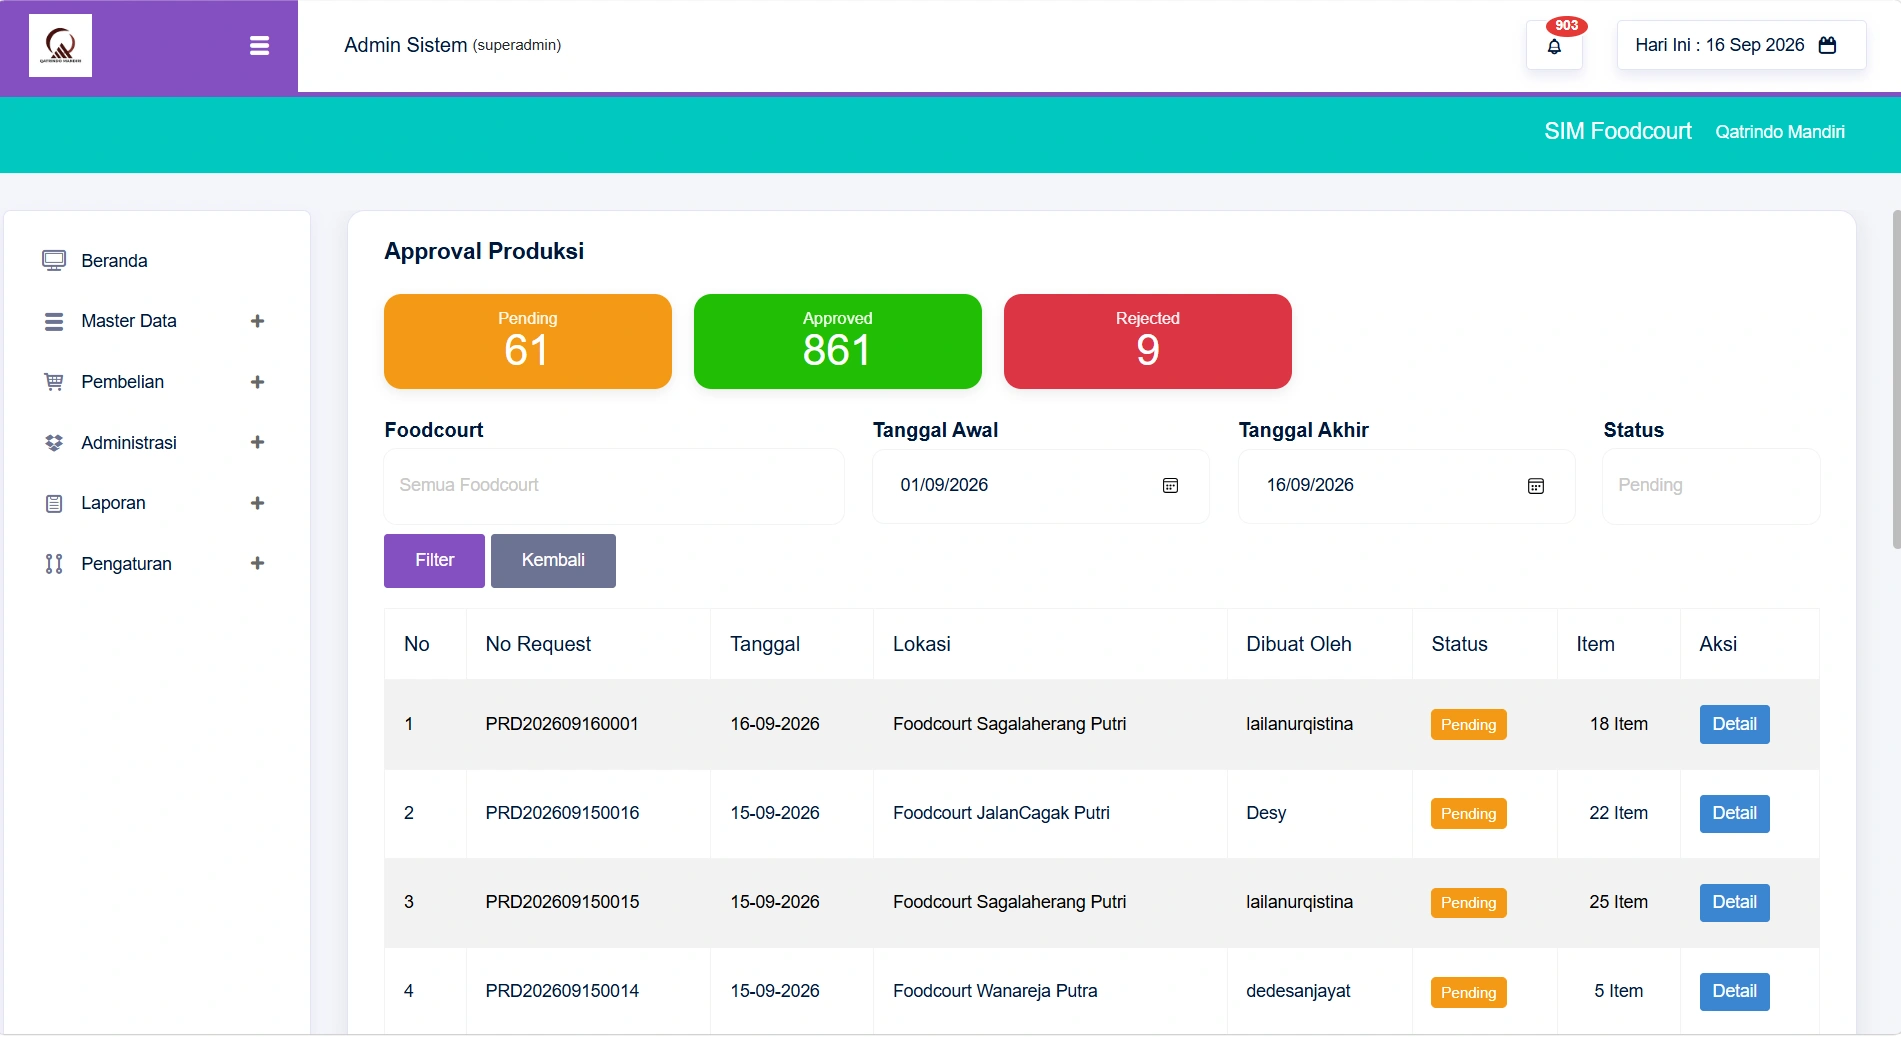 QATRINDO MANDIRI
Admin Sistem (superadmin)
903
Hari Ini : 16 Sep 2026
SIM Foodcourt Qatrindo Mandiri
Beranda
Master Data +
Pembelian +
Administrasi +
Laporan +
Pengaturan +
Approval Produksi
Pending
61
Approved
861
Rejected
9
Foodcourt Tanggal Awal Tanggal Akhir Status
Semua Foodcourt 01/09/2026 16/09/2026 Pending
Filter Kembali
No No Request Tanggal Lokasi Dibuat Oleh Status Item Aksi
1 PRD202609160001 16-09-2026 Foodcourt Sagalaherang Putri lailanurqistina Pending 18 Item Detail
2 PRD202609150016 15-09-2026 Foodcourt JalanCagak Putri Desy Pending 22 Item Detail
3 PRD202609150015 15-09-2026 Foodcourt Sagalaherang Putri lailanurqistina Pending 25 Item Detail
4 PRD202609150014 15-09-2026 Foodcourt Wanareja Putra dedesanjayat Pending 5 Item Detail